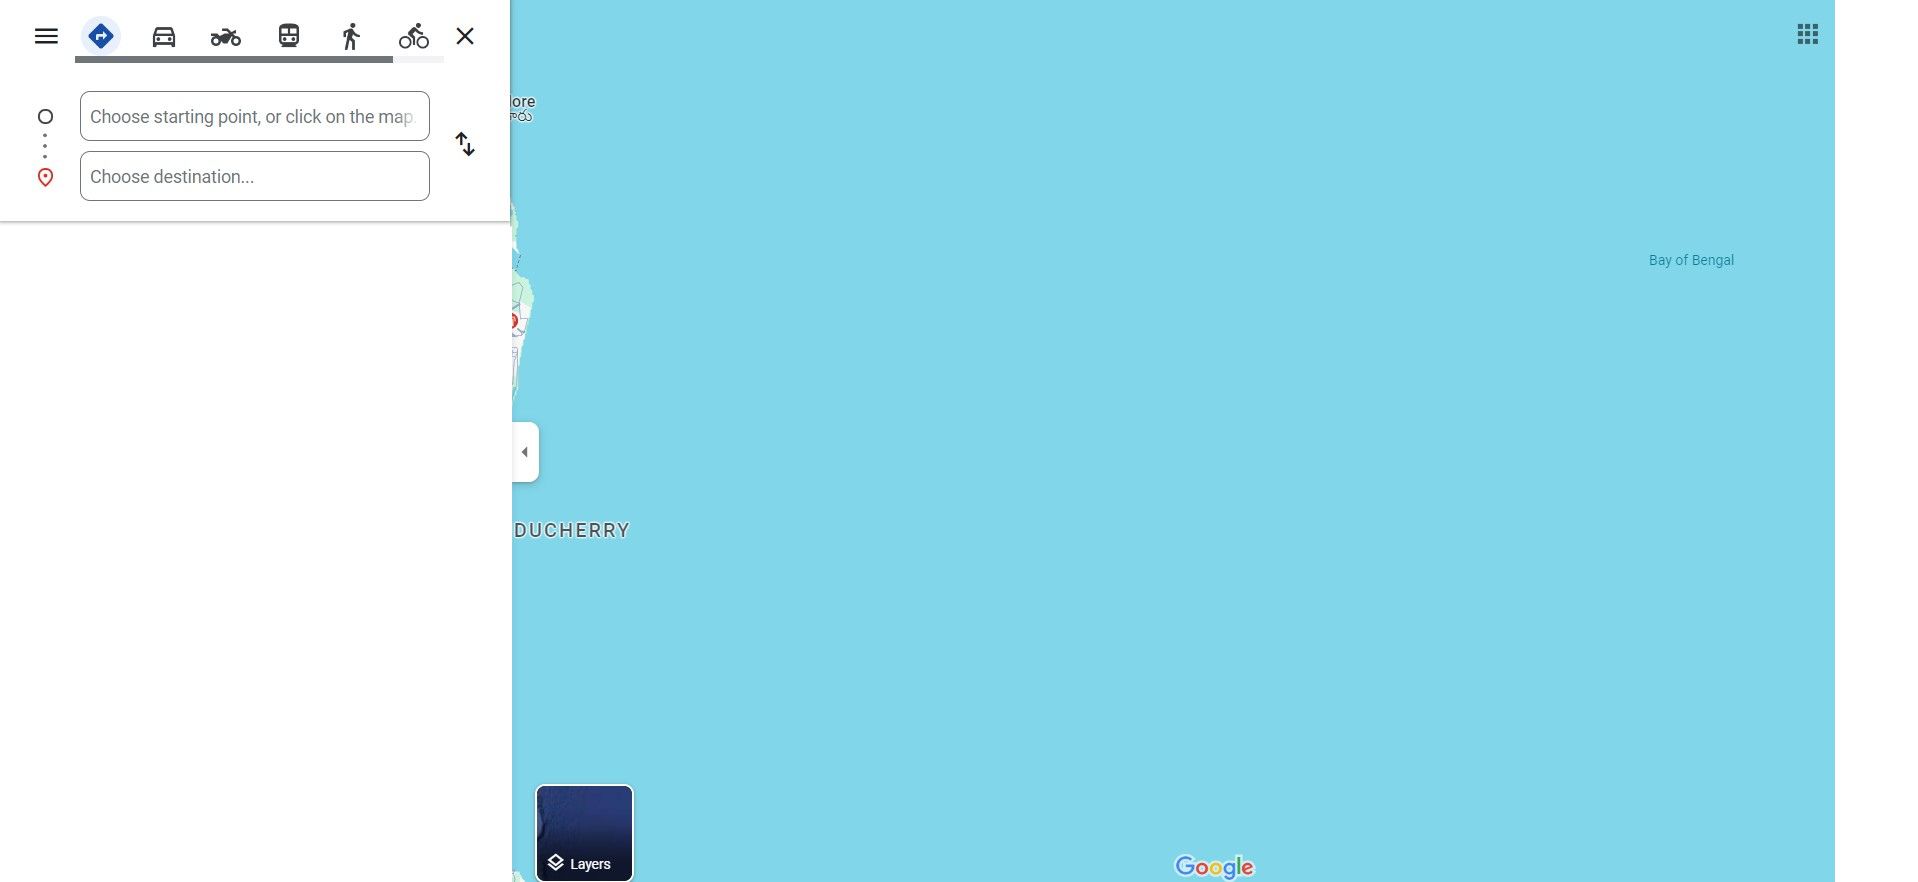 Choose starting point, or click on the map
Choose destination...
lore
Bay of Bengal
DUCHERRY
Layers
Google